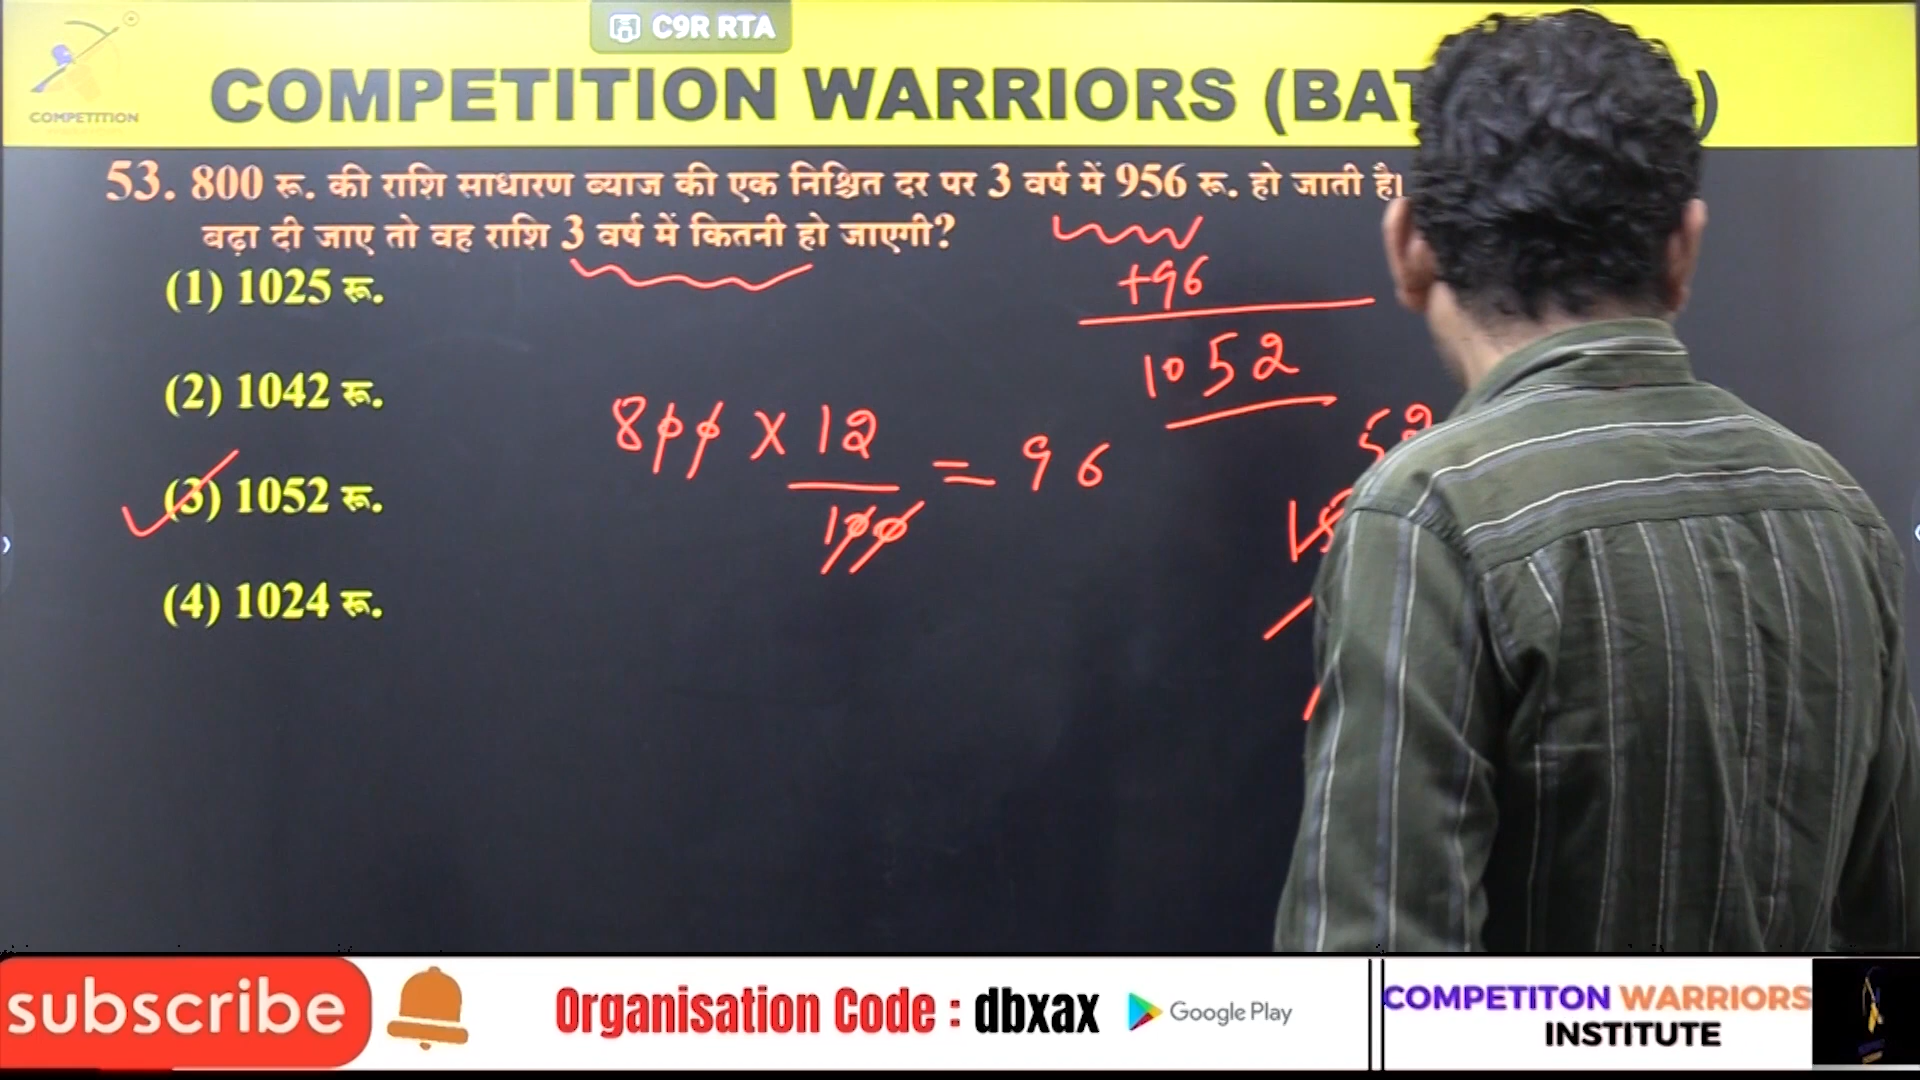 C9R RTA
COMPETITION
COMPETITION WARRIORS (BAT )
53. 800 रू. की राशि साधारण ब्याज की एक निश्चित दर पर 3 वर्ष में 956 रू. हो जाती है।
बढ़ा दी जाए तो वह राशि 3 वर्ष में कितनी हो जाएगी?
(1) 1025 रू.
(2) 1042 रू.
(3) 1052 रू.
(4) 1024 रू.
+96
1052
800 x 12
100
= 96
52
subscribe
Organisation Code : dbxax
Google Play
COMPETITON WARRIORS
INSTITUTE